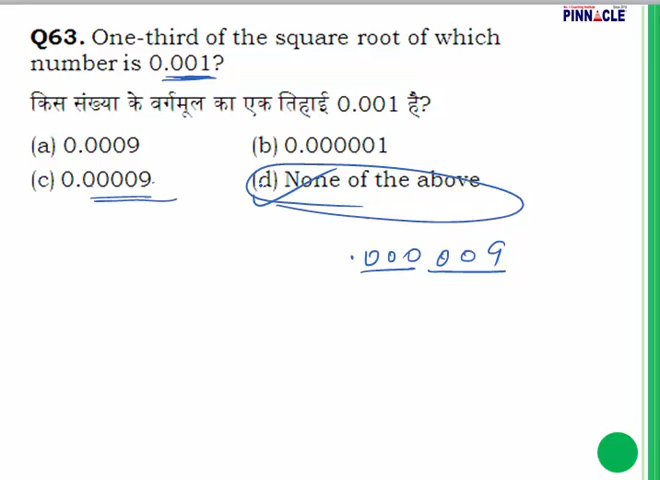 PINNACLE
Q63. One-third of the square root of which
number is 0.001?
किस संख्या के वर्गमूल का एक तिहाई 0.001 है?
(a) 0.0009 (b) 0.000001
(c) 0.00009 (d) None of the above
.000009